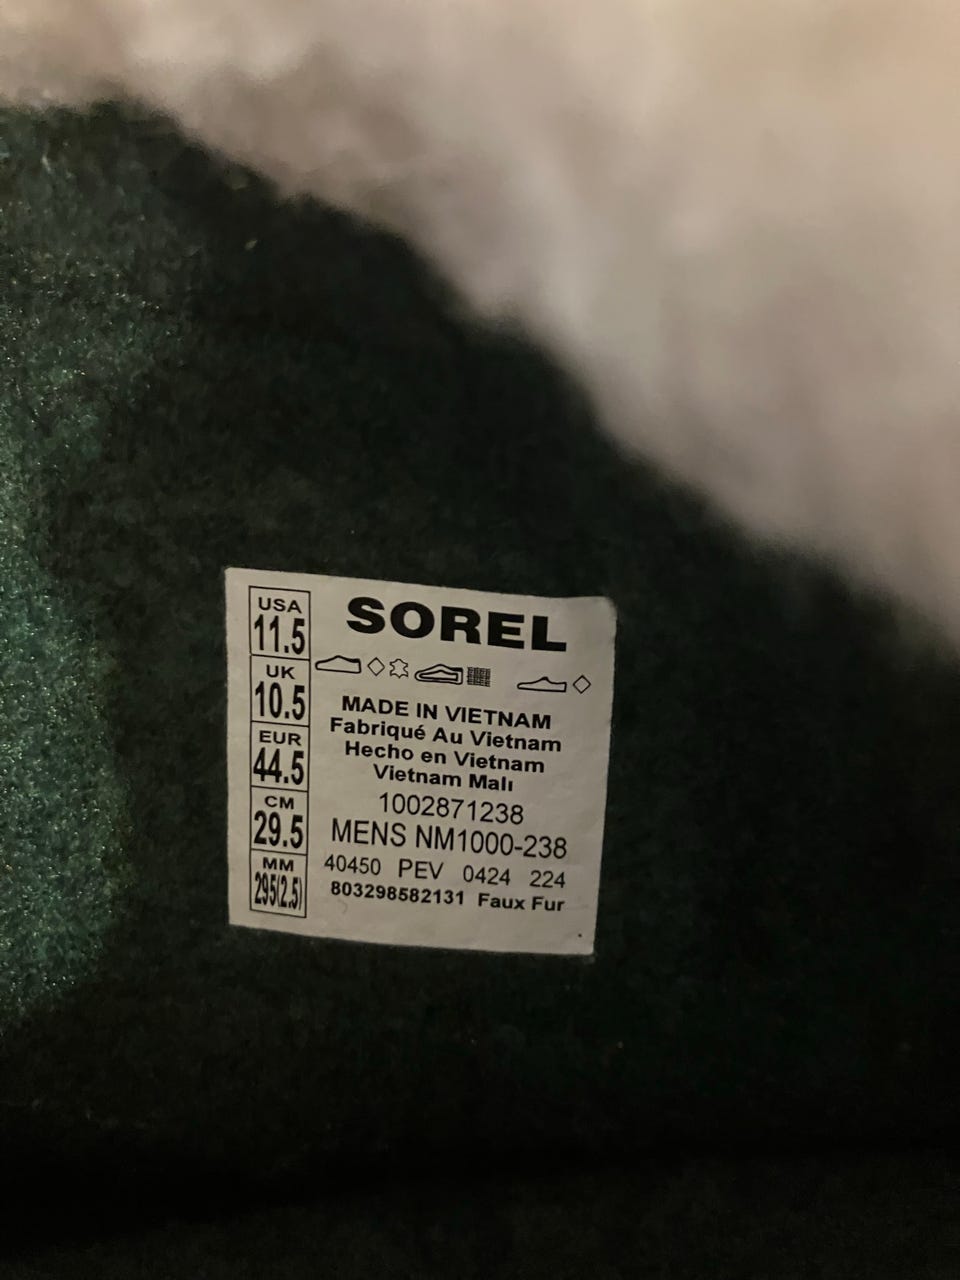 SOREL
USA
11.5
UK
10.5
EUR
44.5
CM
29.5
MM
295(2.5)
MADE IN VIETNAM
Fabriqué Au Vietnam
Hecho en Vietnam
Vietnam Malı
1002871238
MENS NM1000-238
40450 PEV 0424 224
803298582131 Faux Fur